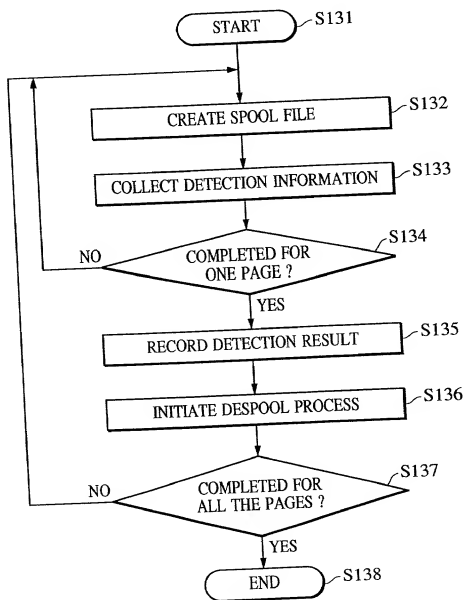 START
S131
CREATE SPOOL FILE
S132
COLLECT DETECTION INFORMATION
S133
NO
COMPLETED FOR
ONE PAGE ?
S134
YES
RECORD DETECTION RESULT
S135
INITIATE DESPOOL PROCESS
S136
NO
COMPLETED FOR
ALL THE PAGES ?
S137
YES
END
S138